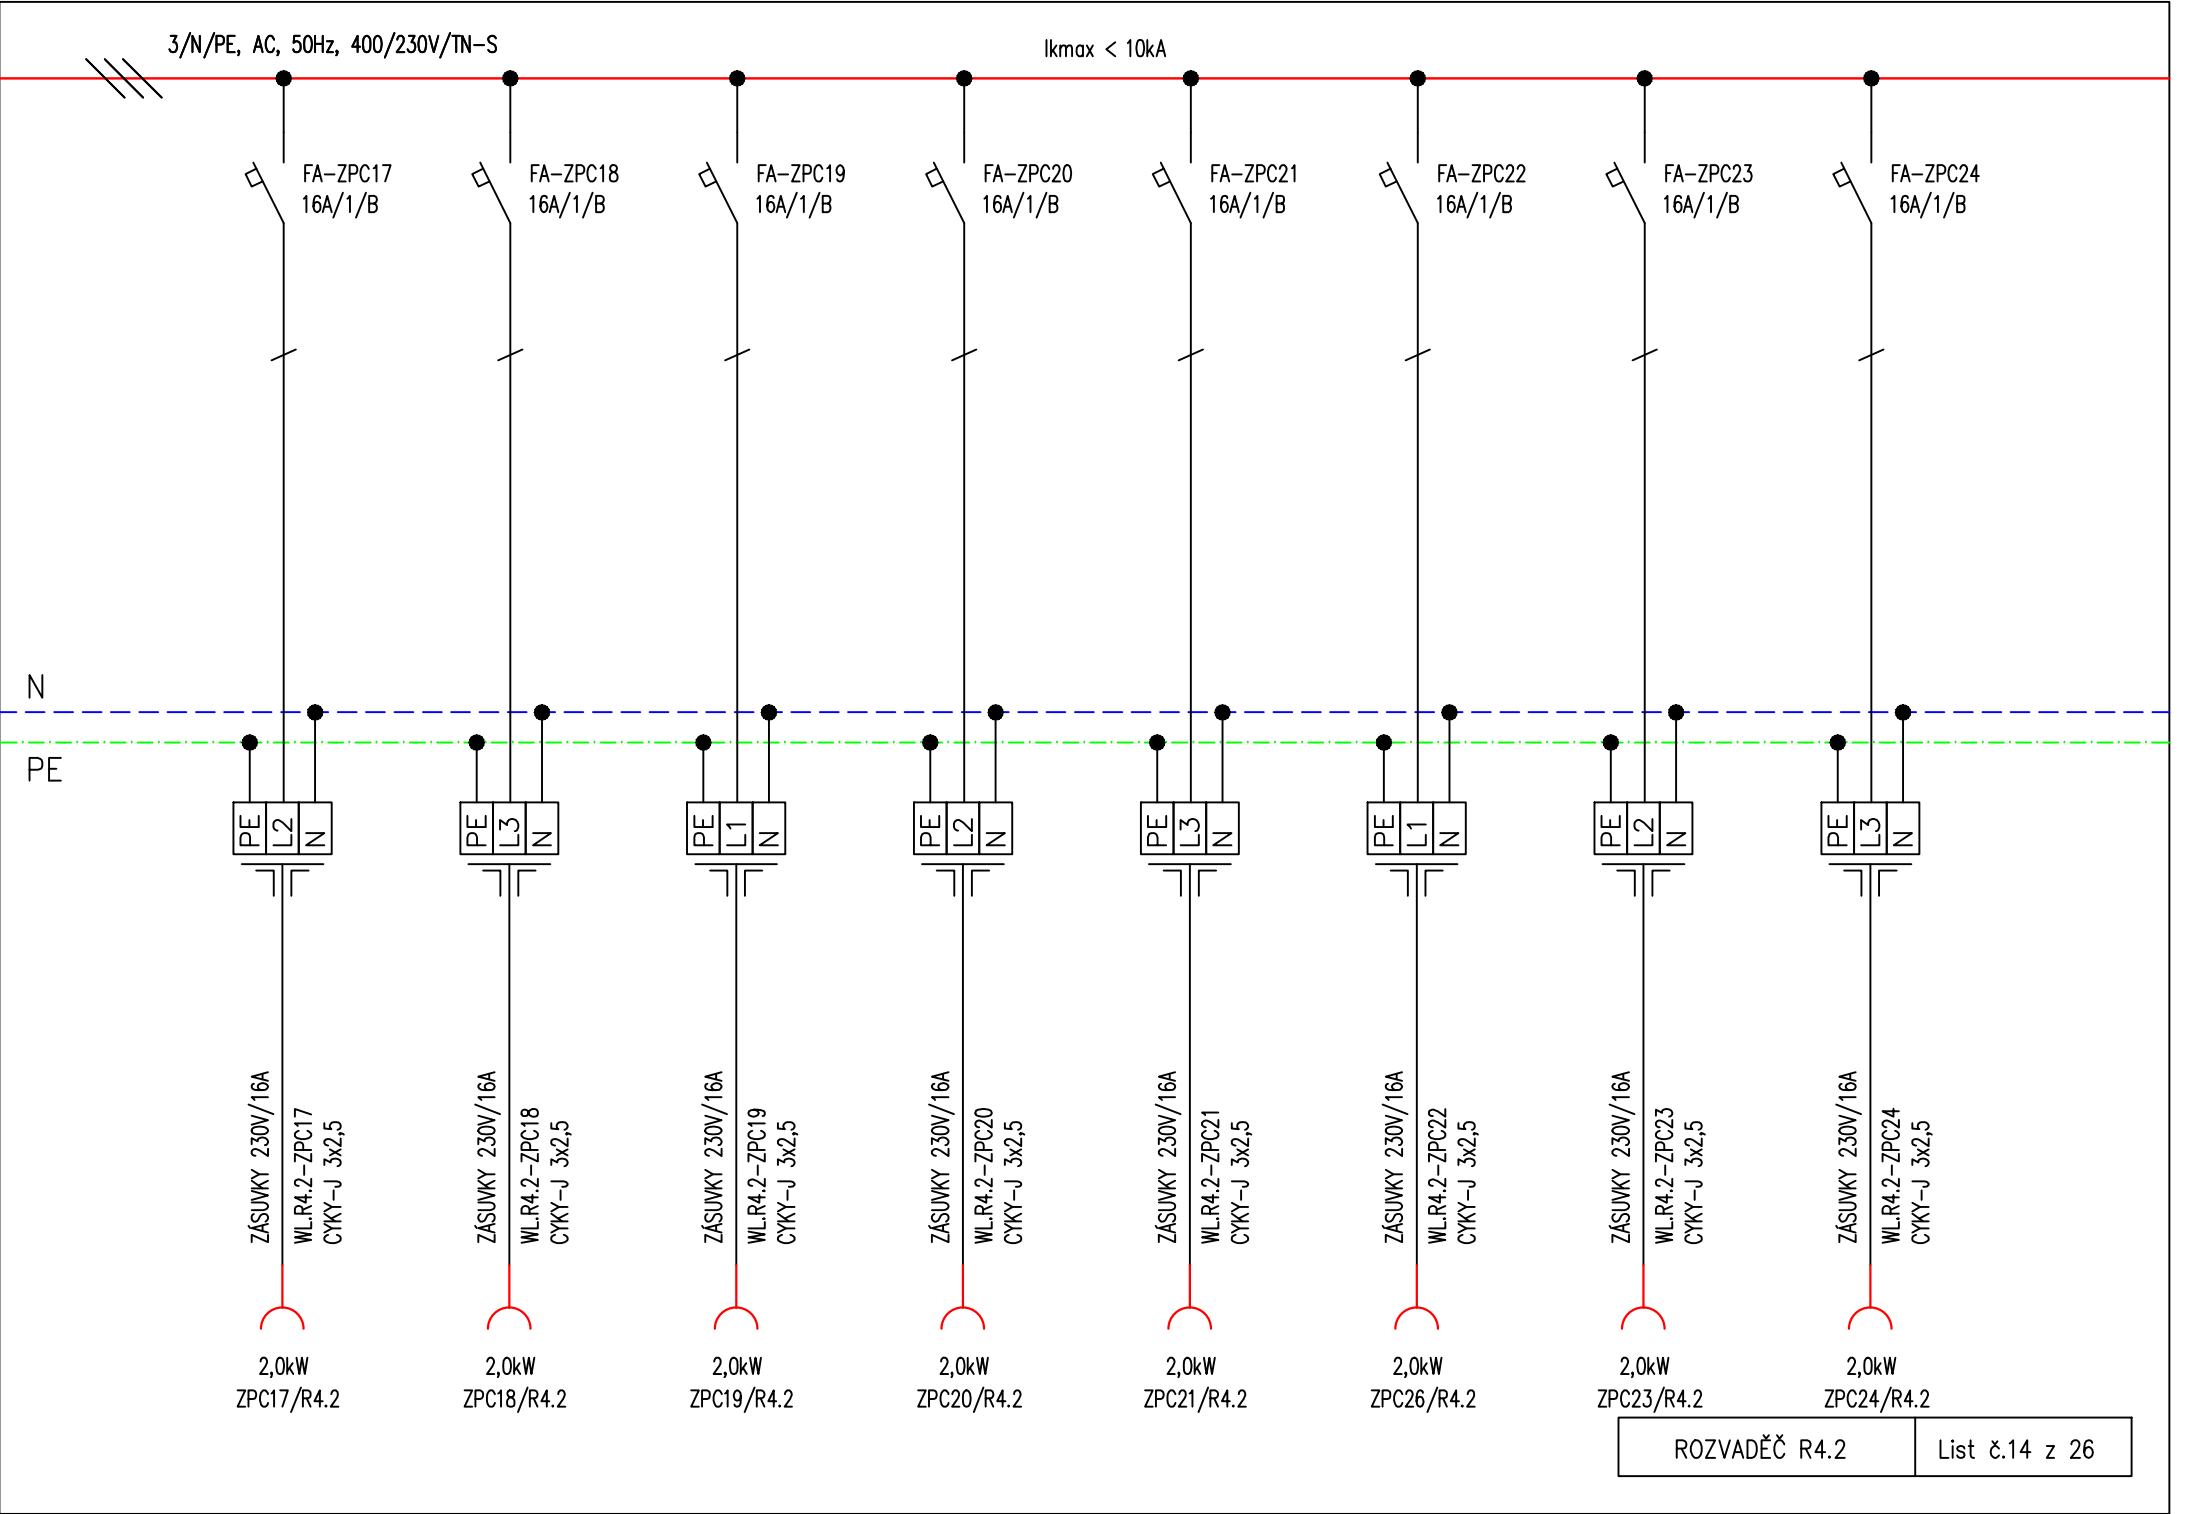 3/N/PE, AC, 50Hz, 400/230V/TN-S
Ikmax < 10kA
FA-ZPC17
16A/1/B
FA-ZPC18
16A/1/B
FA-ZPC19
16A/1/B
FA-ZPC20
16A/1/B
FA-ZPC21
16A/1/B
FA-ZPC22
16A/1/B
FA-ZPC23
16A/1/B
FA-ZPC24
16A/1/B
N
PE
PE L2 N
PE L3 N
PE L1 N
PE L2 N
PE L3 N
PE L1 N
PE L2 N
PE L3 N
ZÁSUVKY 230V/16A
WL.R4.2-ZPC17
CYKY-J 3x2,5
ZÁSUVKY 230V/16A
WL.R4.2-ZPC18
CYKY-J 3x2,5
ZÁSUVKY 230V/16A
WL.R4.2-ZPC19
CYKY-J 3x2,5
ZÁSUVKY 230V/16A
WL.R4.2-ZPC20
CYKY-J 3x2,5
ZÁSUVKY 230V/16A
WL.R4.2-ZPC21
CYKY-J 3x2,5
ZÁSUVKY 230V/16A
WL.R4.2-ZPC22
CYKY-J 3x2,5
ZÁSUVKY 230V/16A
WL.R4.2-ZPC23
CYKY-J 3x2,5
ZÁSUVKY 230V/16A
WL.R4.2-ZPC24
CYKY-J 3x2,5
2,0kW
ZPC17/R4.2
2,0kW
ZPC18/R4.2
2,0kW
ZPC19/R4.2
2,0kW
ZPC20/R4.2
2,0kW
ZPC21/R4.2
2,0kW
ZPC26/R4.2
2,0kW
ZPC23/R4.2
2,0kW
ZPC24/R4.2
ROZVADĚČ R4.2
List č.14 z 26